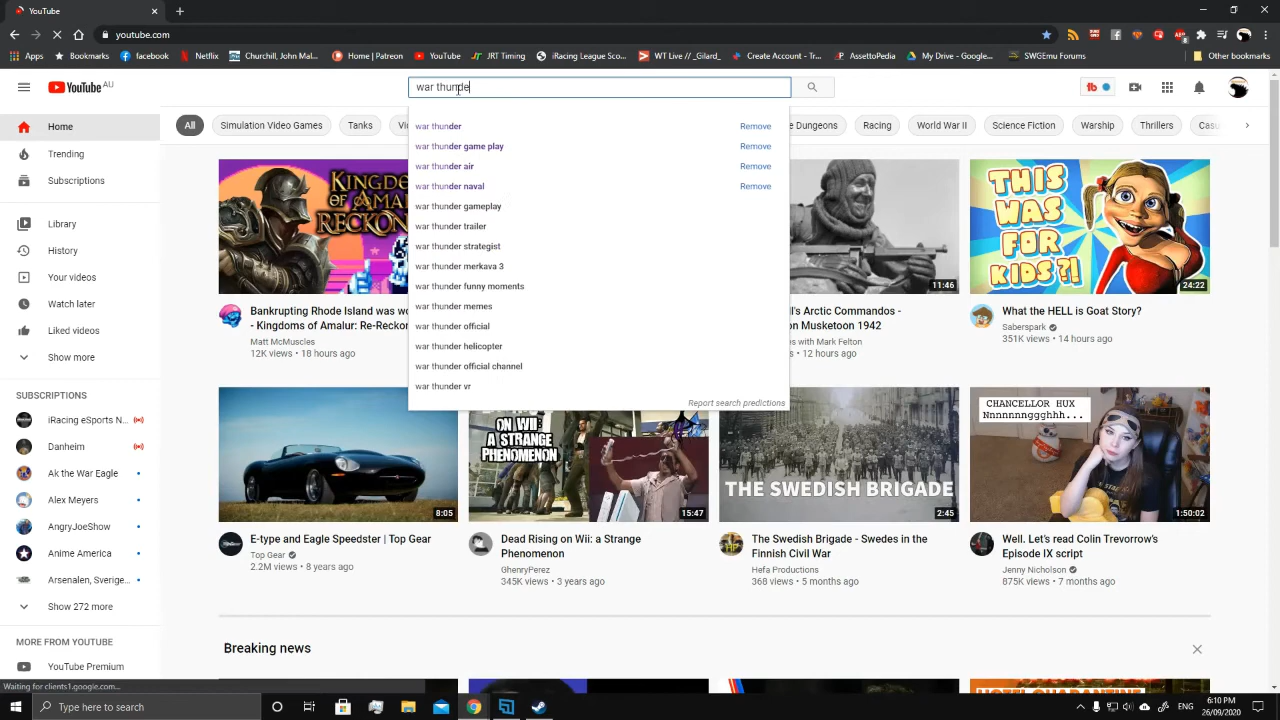 YouTube
youtube.com
Apps
Submanga
facebook
Netflix
Churchill, John Mal...
Home | Patreon
YouTube
JRT Timing
iRacing League Sco...
WT Live // _Gilard_
Create Account - Tr...
AssettoPedia
SWGEmu Forums
Other bookmarks
YouTube AU
war thunde
Home
Trending
Subscriptions
Library
History
Your videos
Watch later
Liked videos
Show more
SUBSCRIPTIONS
iRacing eSports N...
Danheim
Ak the War Eagle
Alex Meyers
AngryJoeShow
Anime America
Arsenalen, Sverige...
Show 272 more
MORE FROM YOUTUBE
YouTube Premium
All
Simulation Video Games
Tanks
e Dungeons
Racing
World War II
Science Fiction
Warship
Thrillers
war thunder Remove
war thunder game play Remove
war thunder air Remove
war thunder naval Remove
war thunder gameplay
war thunder trailer
war thunder strategist
war thunder merkava 3
war thunder funny moments
war thunder memes
war thunder official
war thunder helicopter
war thunder official channel
war thunder vr
Report search predictions
11:46
THIS WAS FOR KIDS?!
24:22
Bankrupting Rhode Island was wo
- Kingdoms of Amalur: Re-Reckon
Matt McMuscles
12K views • 18 hours ago
l's Arctic Commandos -
on Musketoon 1942
es with Mark Felton
• 12 hours ago
What the HELL is Goat Story?
Saberspark
351K views • 14 hours ago
8:05
ON WII:
A STRANGE
PHENOMENON
15:47
THE SWEDISH BRIGADE
2:45
CHANCELLOR HUX
Nnnnnnngggghhh...
1:50:02
E-type and Eagle Speedster | Top Gear
Top Gear
2.2M views • 8 years ago
Dead Rising on Wii: a Strange
Phenomenon
GhenryPerez
345K views • 3 years ago
The Swedish Brigade - Swedes in the
Finnish Civil War
Hefa Productions
368 views • 5 months ago
Well. Let's read Colin Trevorrow's
Episode IX script
Jenny Nicholson
875K views • 7 months ago
Breaking news
Waiting for clients1.google.com...
Type here to search
ENG
6:10 PM
26/09/2020